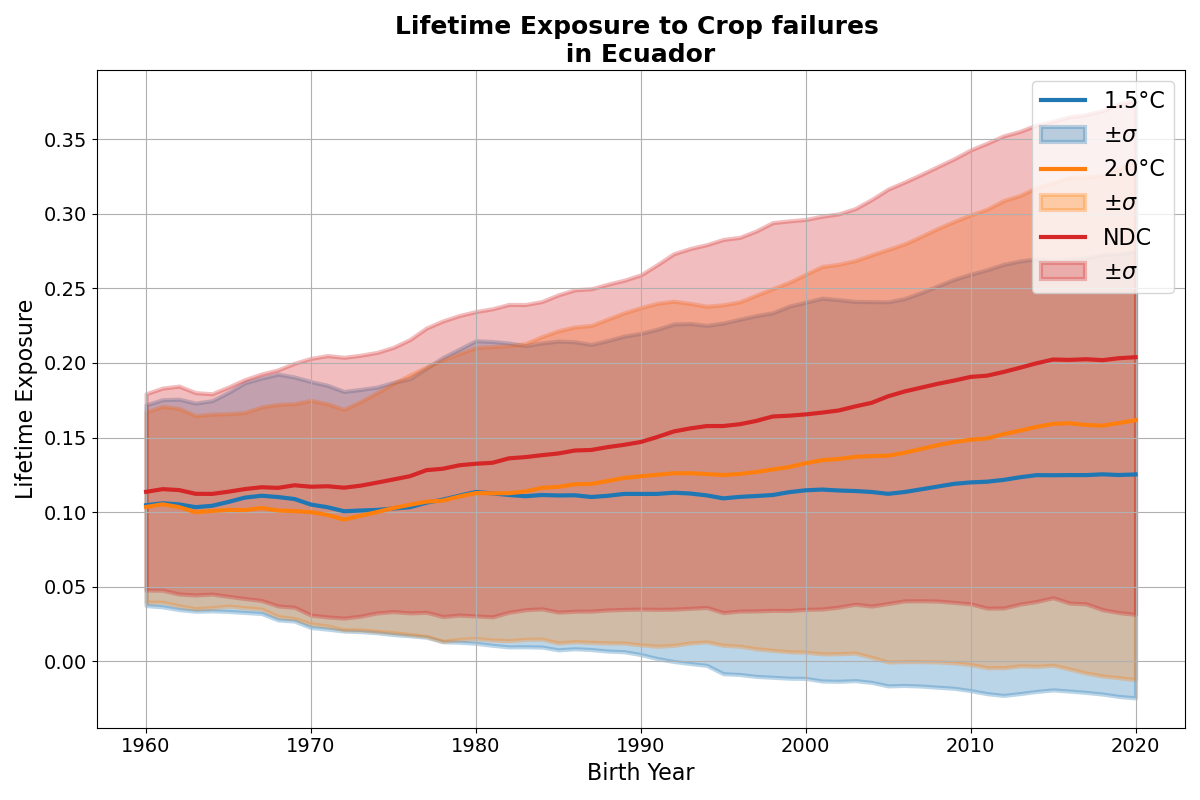 Lifetime Exposure to Crop failures
in Ecuador
Lifetime Exposure
0.35
0.30
0.25
0.20
0.15
0.10
0.05
0.00
1960 1970 1980 1990 2000 2010 2020
Birth Year
1.5°C
±σ
2.0°C
±σ
NDC
±σ